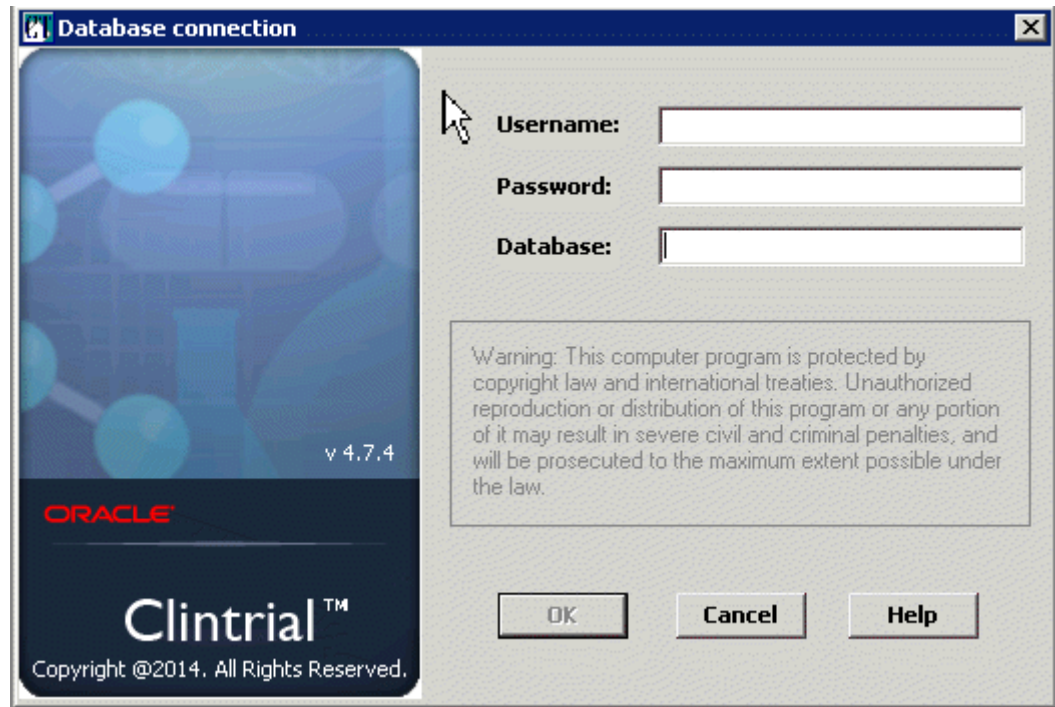 Database connection
Username:
Password:
Database:
Warning: This computer program is protected by
copyright law and international treaties. Unauthorized
reproduction or distribution of this program or any portion
of it may result in severe civil and criminal penalties, and
will be prosecuted to the maximum extent possible under
the law.
v 4.7.4
ORACLE
Clintrial™
Copyright @2014. All Rights Reserved.
OK
Cancel
Help